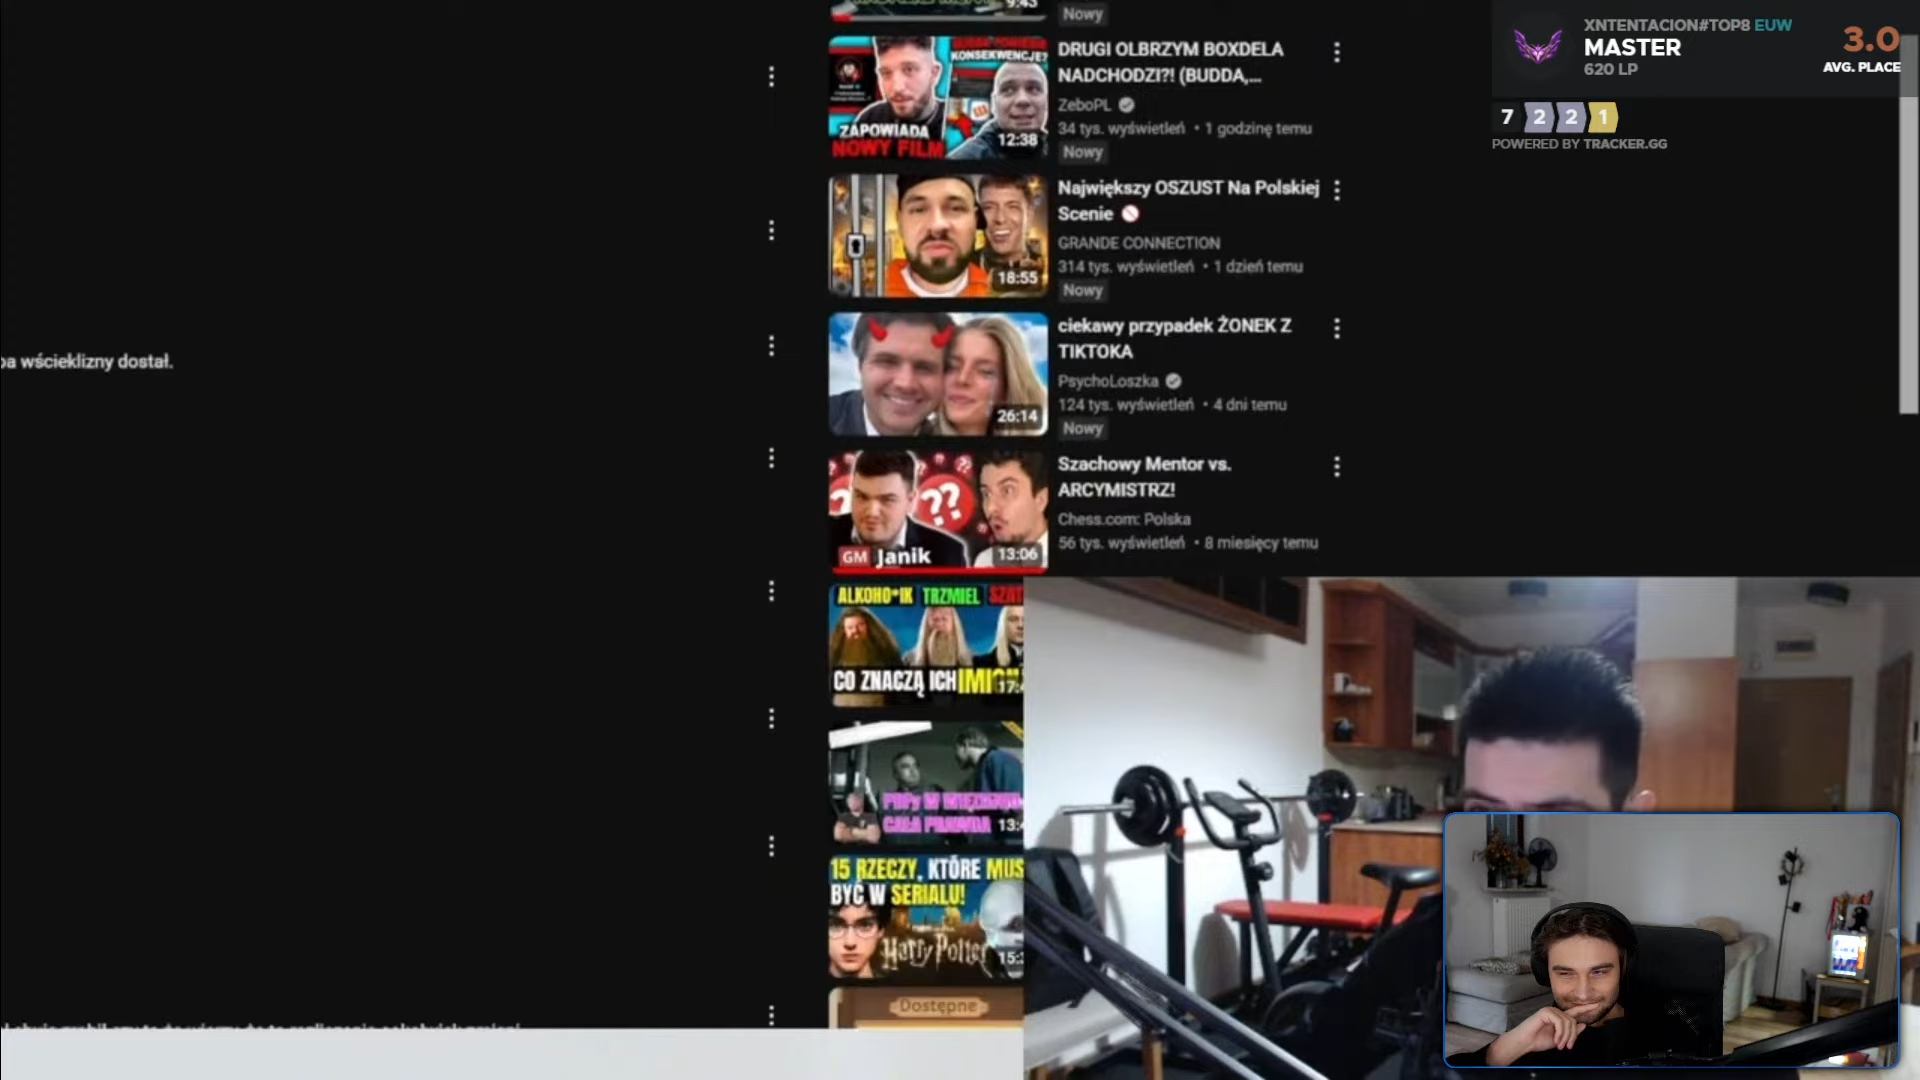 9:43
Nowy
KONSEKWENCJE?
ZAPOWIADA
NOWY FILM
12:38
DRUGI OLBRZYM BOXDELA
NADCHODZI?! (BUDDA,...
ZeboPL
34 tys. wyświetleń • 1 godzinę temu
Nowy
18:55
Największy OSZUST Na Polskiej
Scenie
GRANDE CONNECTION
314 tys. wyświetleń • 1 dzień temu
Nowy
26:14
ciekawy przypadek ŻONEK Z
TIKTOKA
PsychoLoszka
124 tys. wyświetleń • 4 dni temu
Nowy
??
GM Janik
13:06
Szachowy Mentor vs.
ARCYMISTRZ!
Chess.com: Polska
56 tys. wyświetleń • 8 miesięcy temu
ALKOHO*IK TRZMIEL
CO ZNACZĄ ICH
CAŁA PRAWDA
15 RZECZY, KTÓRE MUS
BYĆ W SERIALU!
Harry Potter
Dostępne
wścieklizny dostał.
XNTENTACION#TOP8 EUW
MASTER
620 LP
3.0
AVG. PLACE
7 2 2 1
POWERED BY TRACKER.GG